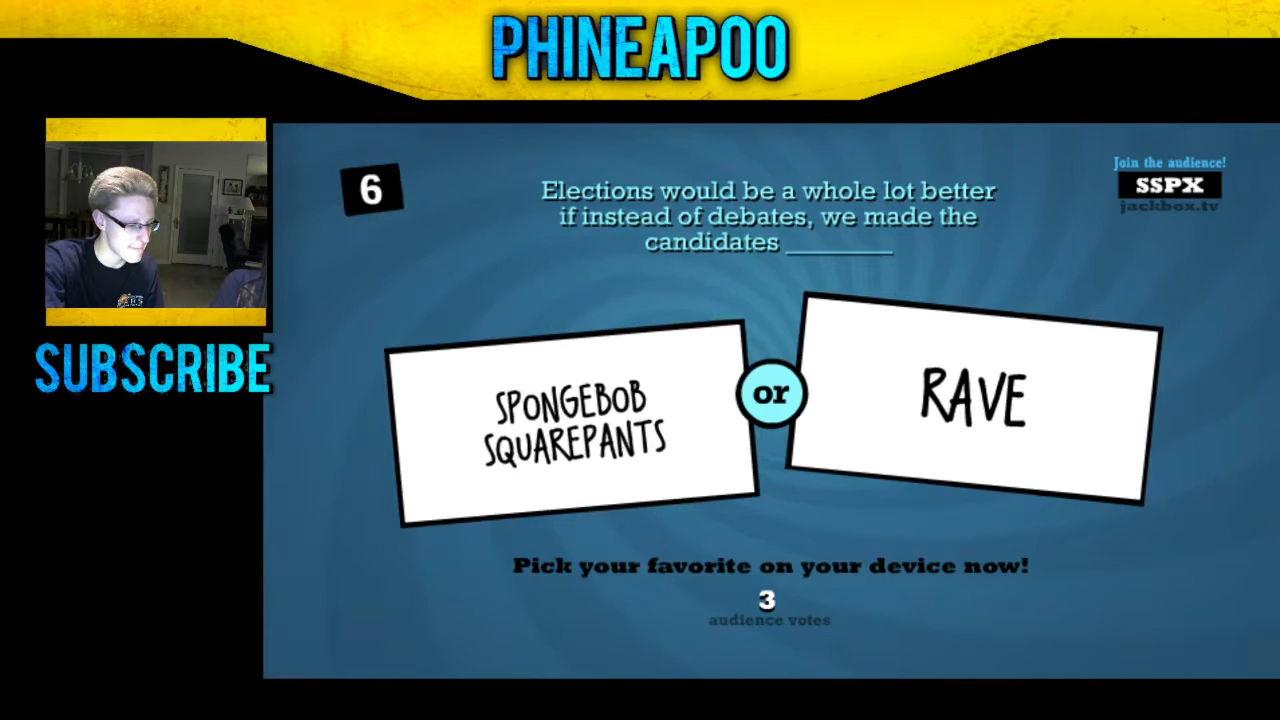 PHINEAPOO
Join the audience!
SSPX
jackbox.tv
6
Elections would be a whole lot better
if instead of debates, we made the
candidates ________
SPONGEBOB
SQUAREPANTS
or
RAVE
SUBSCRIBE
Pick your favorite on your device now!
3
audience votes